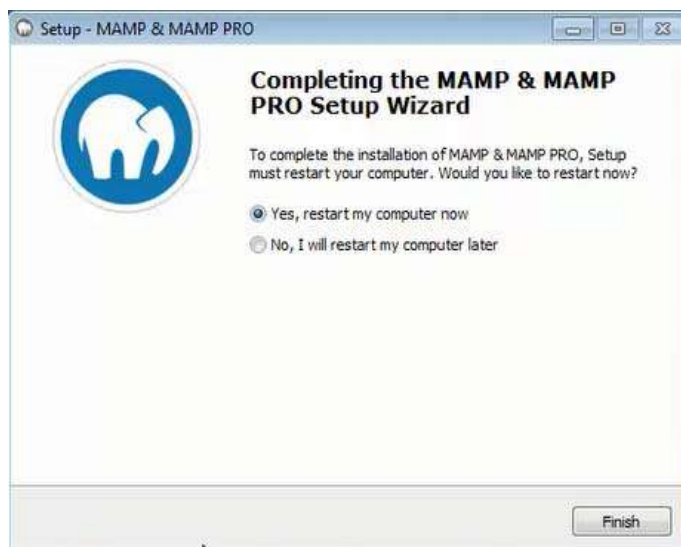 Setup - MAMP & MAMP PRO
Completing the MAMP & MAMP
PRO Setup Wizard
To complete the installation of MAMP & MAMP PRO, Setup
must restart your computer. Would you like to restart now?
Yes, restart my computer now
No, I will restart my computer later
Finish